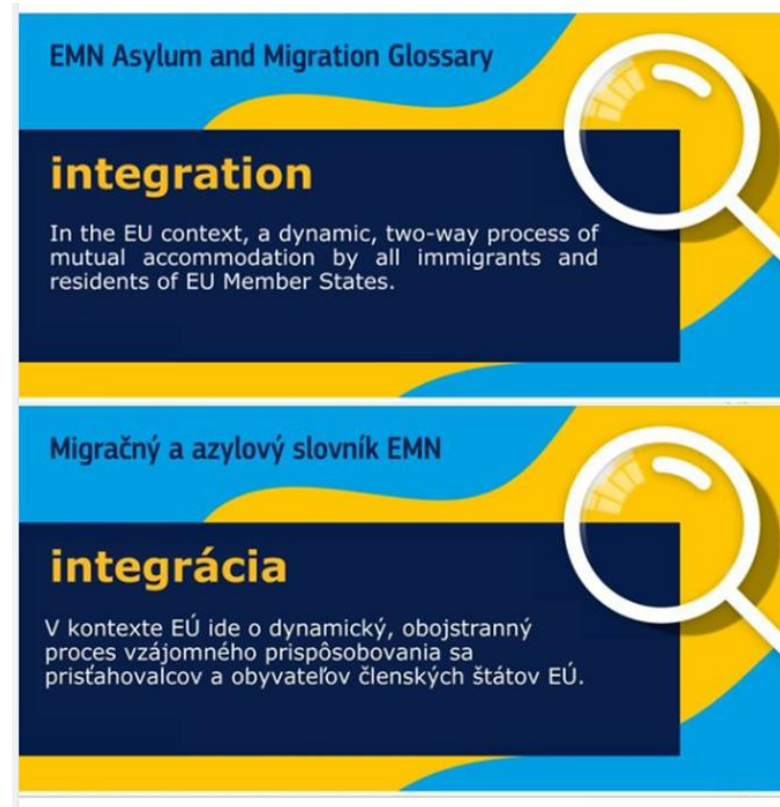 EMN Asylum and Migration Glossary
integration
In the EU context, a dynamic, two-way process of
mutual accommodation by all immigrants and
residents of EU Member States.
Migračný a azylový slovník EMN
integrácia
V kontexte EÚ ide o dynamický, obojstranný
proces vzájomného prispôsobovania sa
prisťahovalcov a obyvateľov členských štátov EÚ.